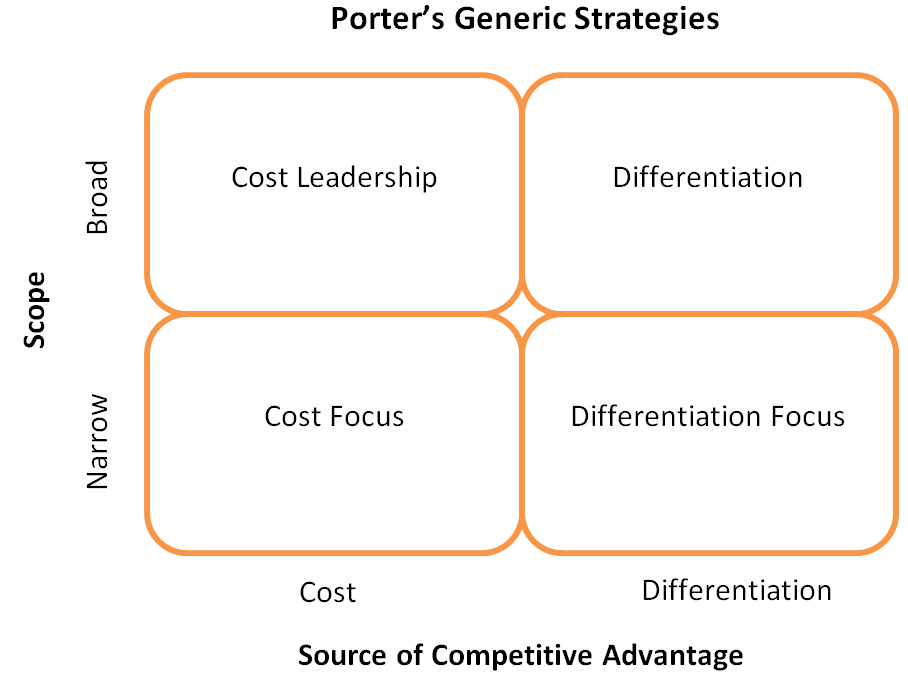 Porter’s Generic Strategies
Broad
Cost Leadership
Differentiation
Scope
Narrow
Cost Focus
Differentiation Focus
Cost
Differentiation
Source of Competitive Advantage